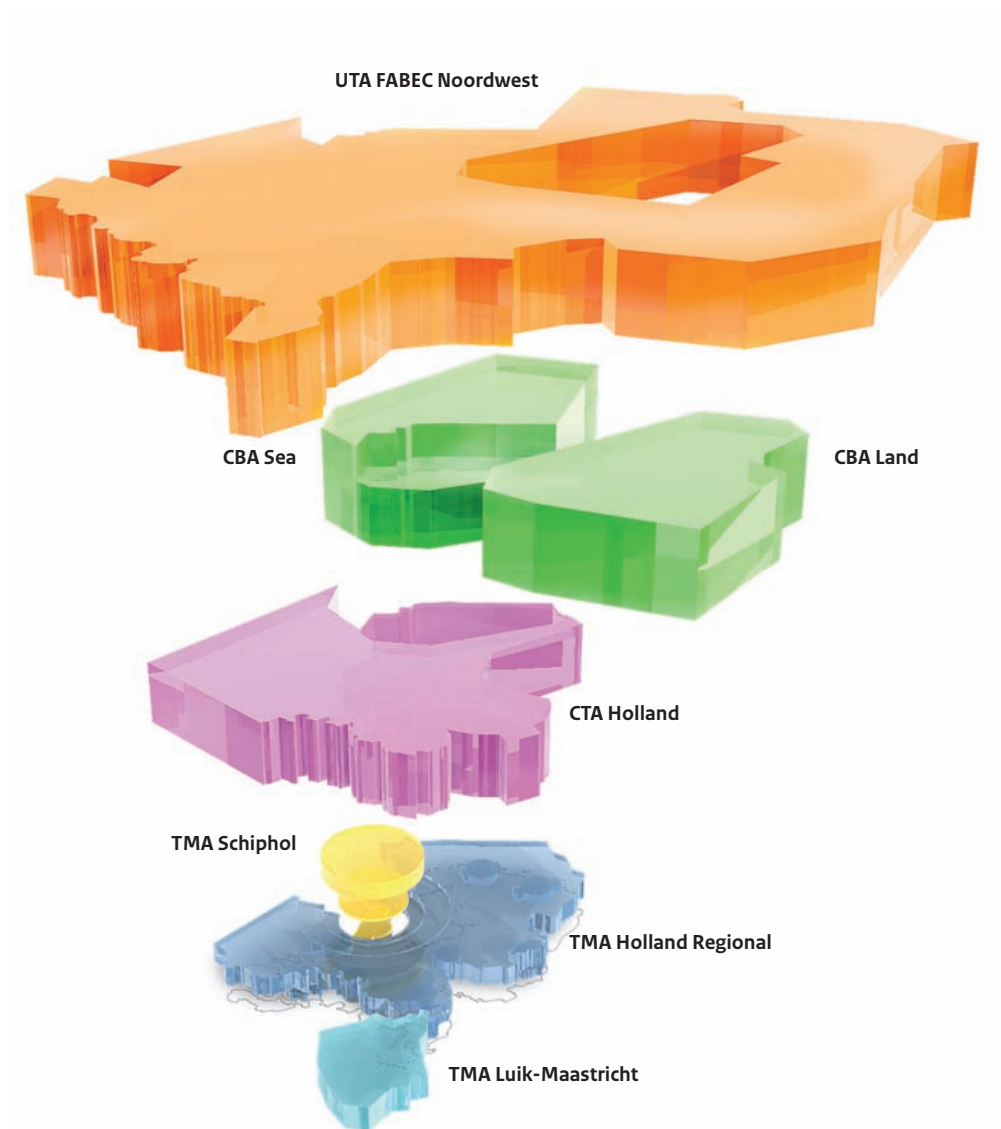 UTA FABEC Noordwest
CBA Sea
CBA Land
CTA Holland
TMA Schiphol
TMA Holland Regional
TMA Luik-Maastricht